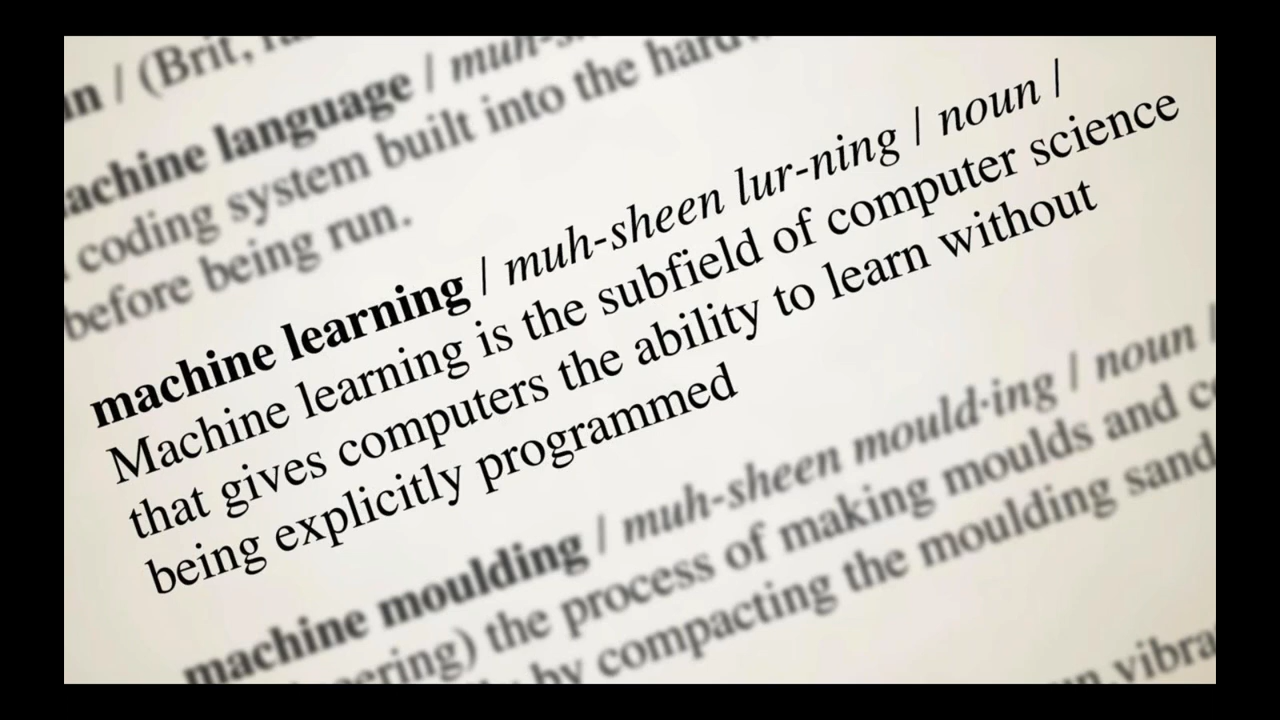 in / (Brit,
achine language /
coding system built into the
before being run.
machine learning / muh-sheen lur-ning / noun /
Machine learning is the subfield of computer science
that gives computers the ability to learn without
being explicitly programmed
machine moulding / muh-sheen mould·ing / noun /
the process of making moulds and
by compacting the moulding sand